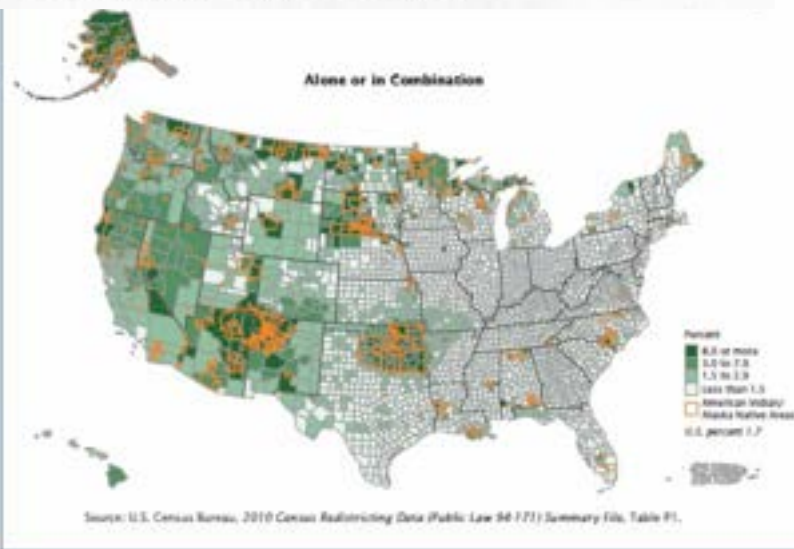 Alone or in Combination
Percent
8.0 or more
3.0 to 7.9
1.5 to 2.9
Less than 1.5
American Indian/
Alaska Native Areas
U.S. percent 1.7
Source: U.S. Census Bureau, 2010 Census Redistricting Data (Public Law 94-171) Summary File, Table P1.